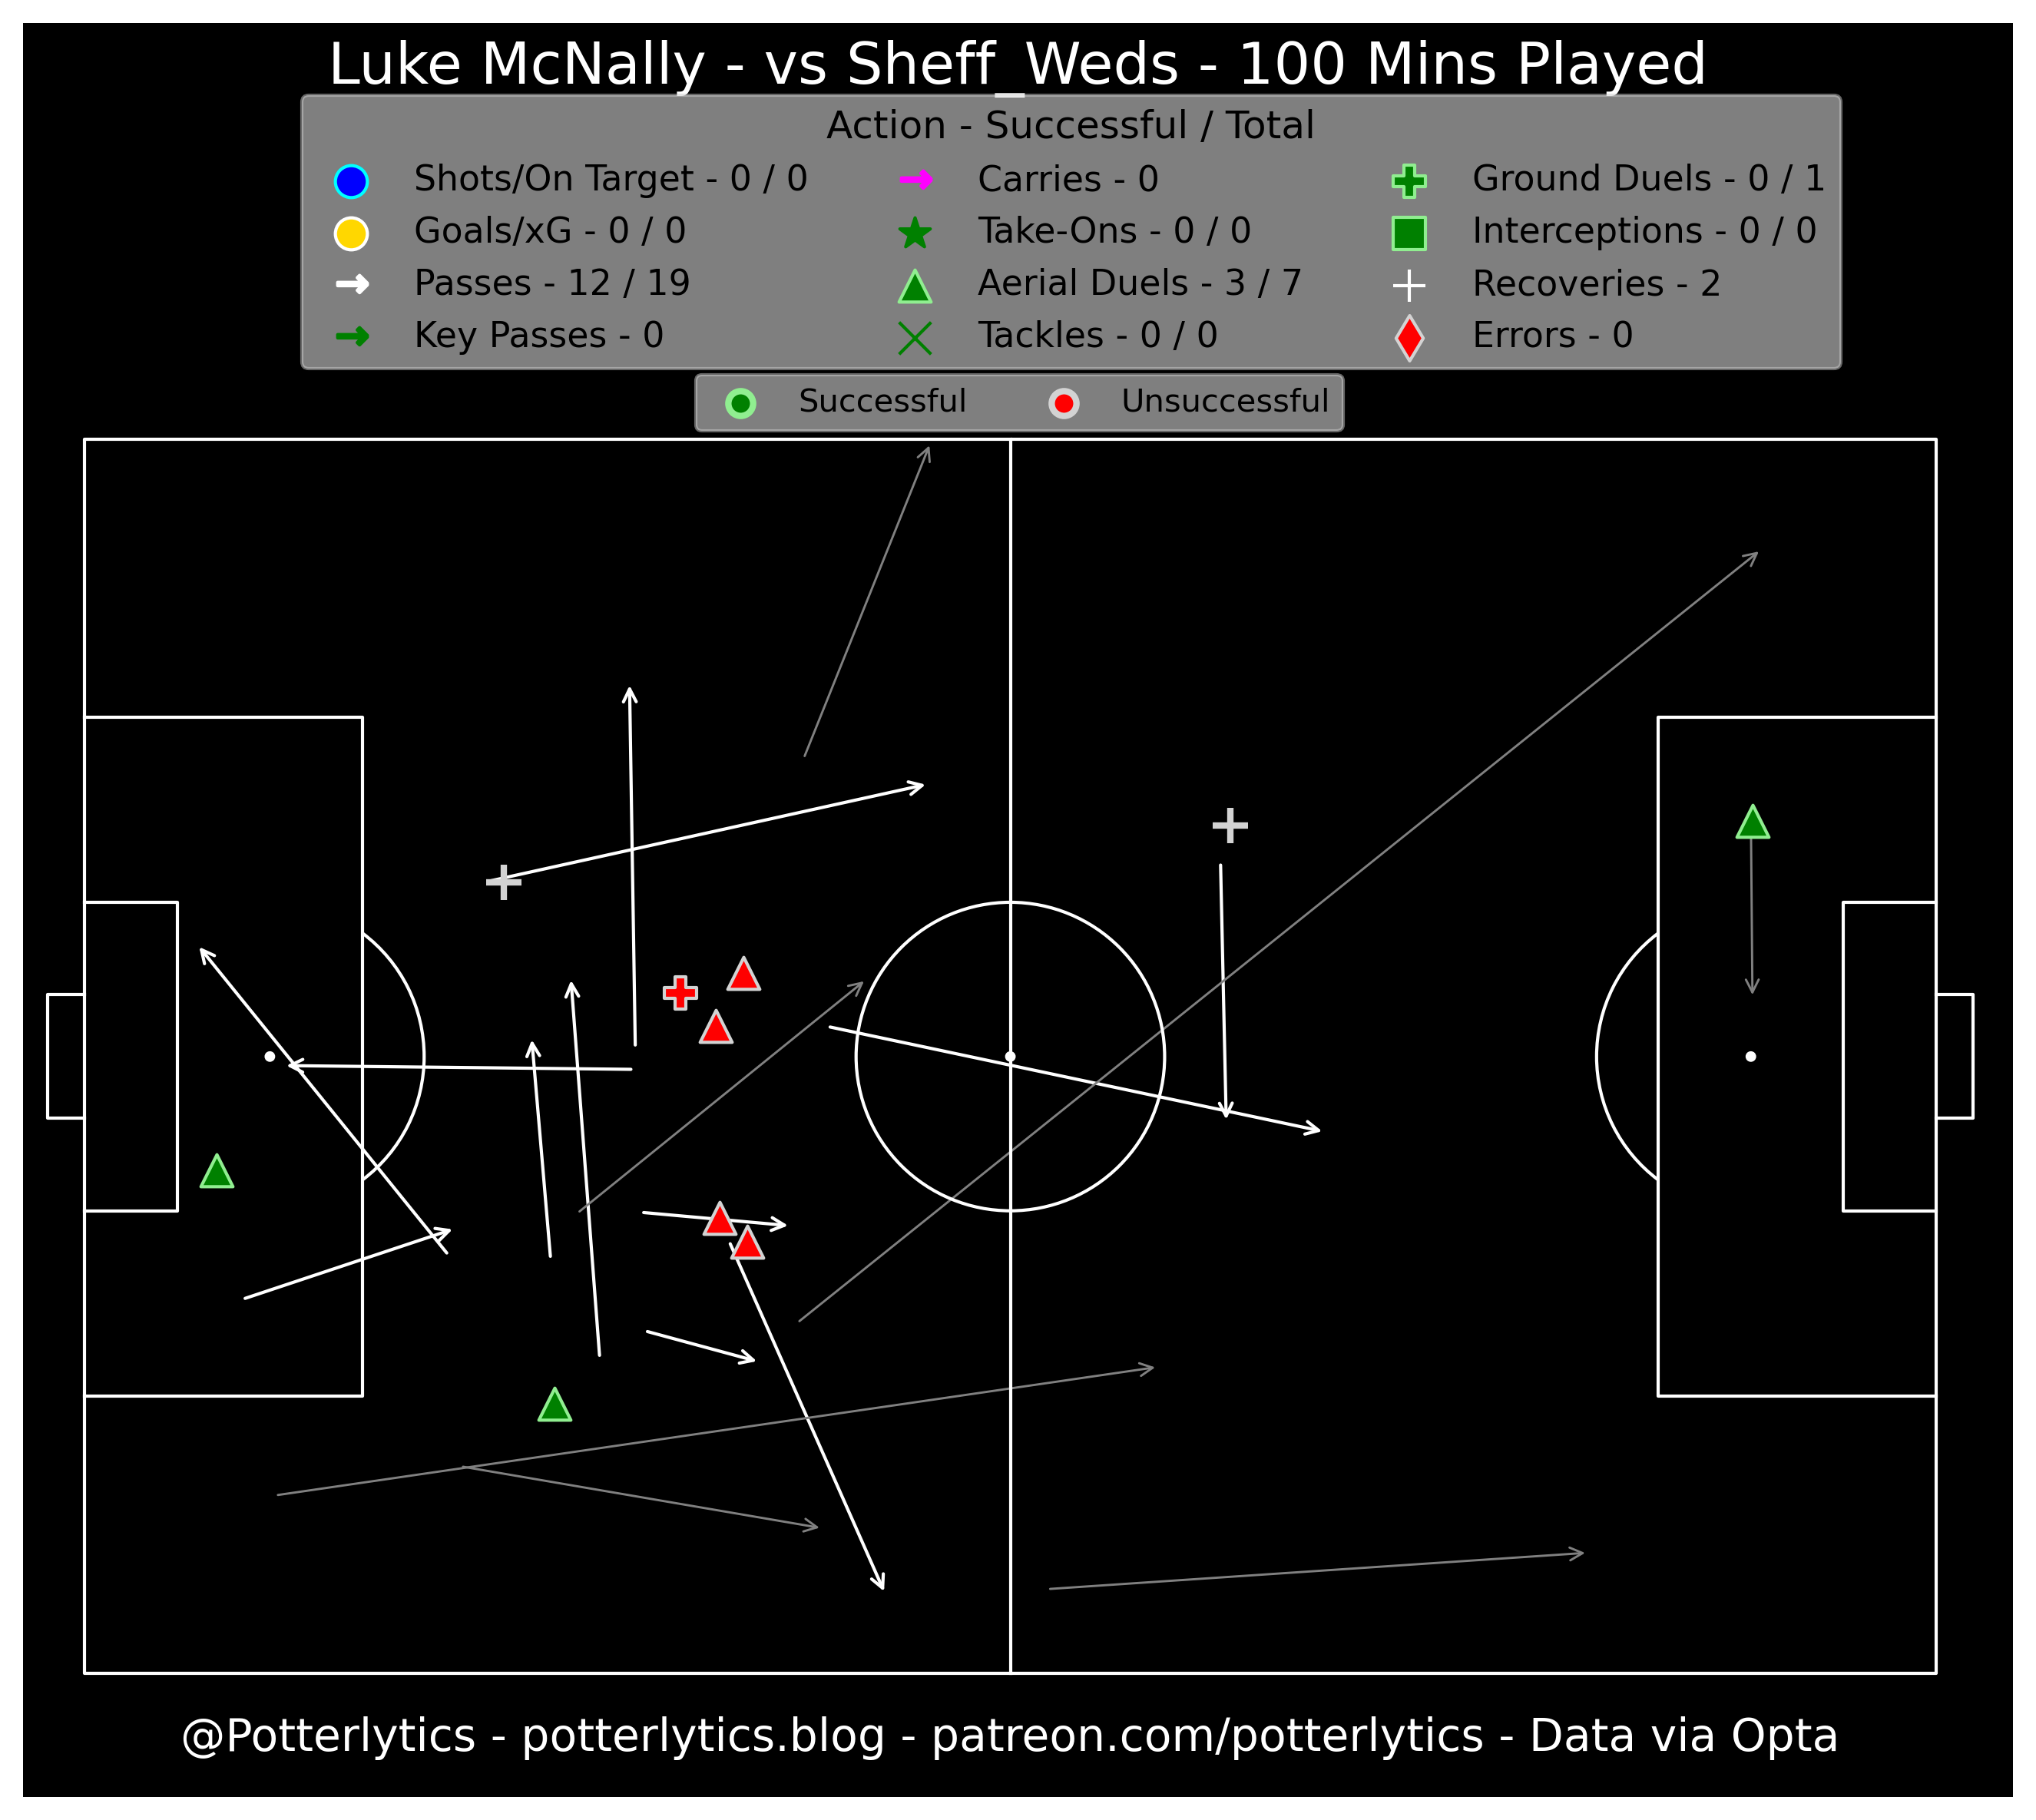 Luke McNally - vs Sheff_Weds - 100 Mins Played
Action - Successful / Total
Shots/On Target - 0 / 0
Goals/xG - 0 / 0
Passes - 12 / 19
Key Passes - 0
Carries - 0
Take-Ons - 0 / 0
Aerial Duels - 3 / 7
Tackles - 0 / 0
Ground Duels - 0 / 1
Interceptions - 0 / 0
Recoveries - 2
Errors - 0
Successful
Unsuccessful
@Potterlytics - potterlytics.blog - patreon.com/potterlytics - Data via Opta